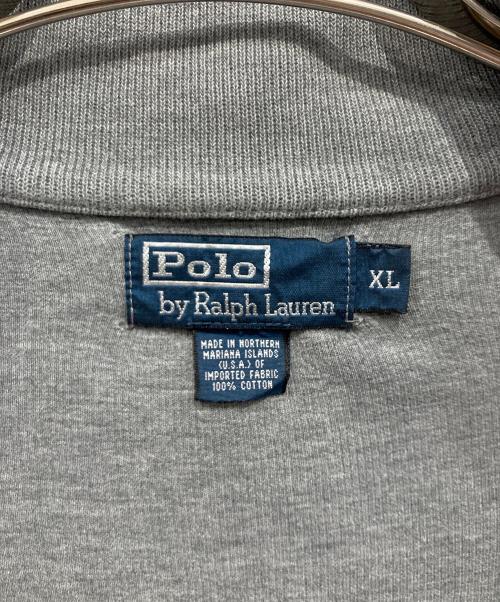 Polo
by Ralph Lauren
XL
MADE IN NORTHERN
MARIANA ISLANDS
(U.S.A.) OF
IMPORTED FABRIC
100% COTTON